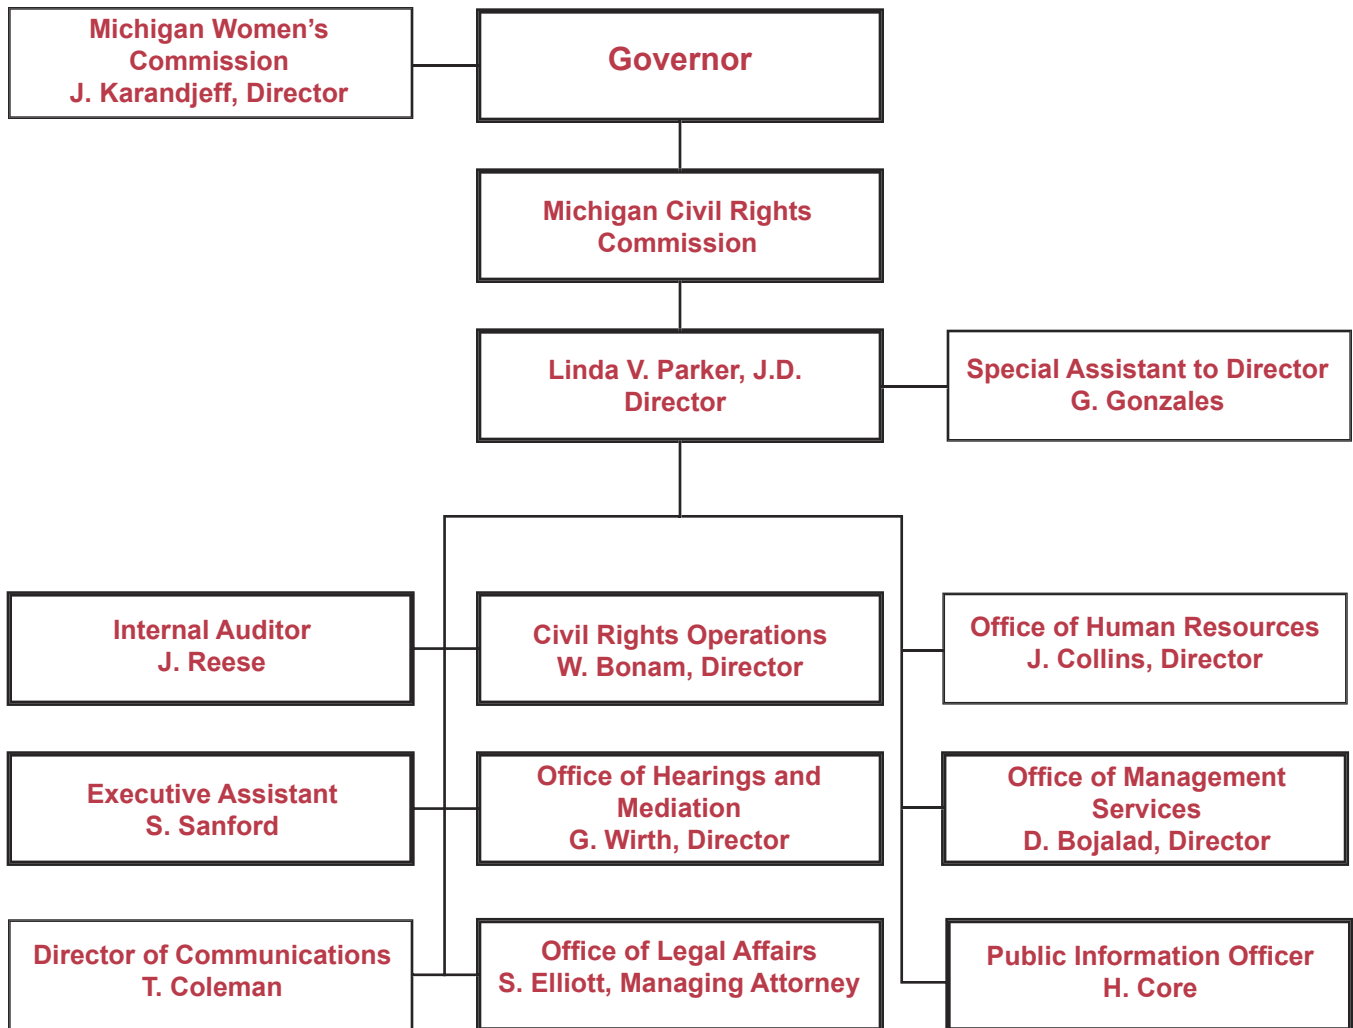 Michigan Women’s
Commission
J. Karandjeff, Director
Governor
Michigan Civil Rights
Commission
Linda V. Parker, J.D.
Director
Special Assistant to Director
G. Gonzales
Internal Auditor
J. Reese
Civil Rights Operations
W. Bonam, Director
Office of Human Resources
J. Collins, Director
Executive Assistant
S. Sanford
Office of Hearings and
Mediation
G. Wirth, Director
Office of Management
Services
D. Bojalad, Director
Director of Communications
T. Coleman
Office of Legal Affairs
S. Elliott, Managing Attorney
Public Information Officer
H. Core